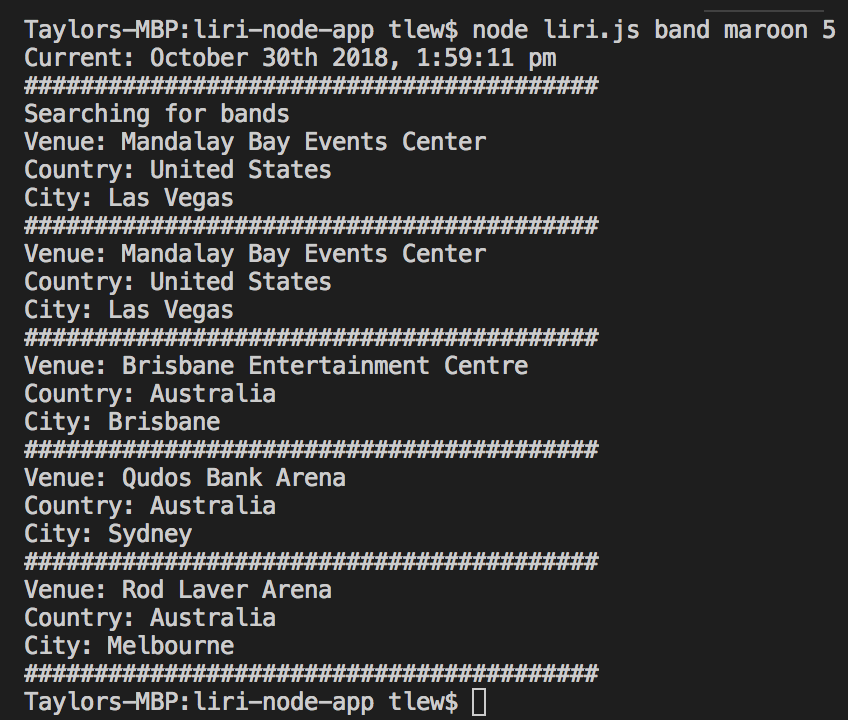 Taylors-MBP:liri-node-app tlew$ node liri.js band maroon 5
Current: October 30th 2018, 1:59:11 pm
#########################################
Searching for bands
Venue: Mandalay Bay Events Center
Country: United States
City: Las Vegas
#########################################
Venue: Mandalay Bay Events Center
Country: United States
City: Las Vegas
#########################################
Venue: Brisbane Entertainment Centre
Country: Australia
City: Brisbane
#########################################
Venue: Qudos Bank Arena
Country: Australia
City: Sydney
#########################################
Venue: Rod Laver Arena
Country: Australia
City: Melbourne
#########################################
Taylors-MBP:liri-node-app tlew$